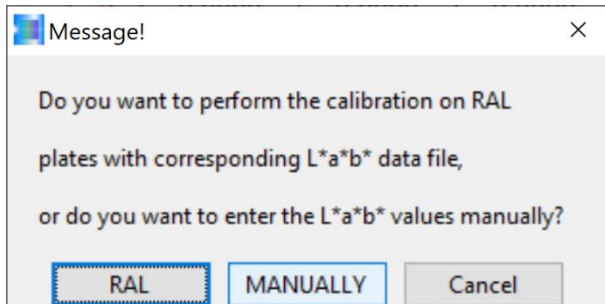 Message!
Do you want to perform the calibration on RAL
plates with corresponding L*a*b* data file,
or do you want to enter the L*a*b* values manually?
RAL MANUALLY Cancel